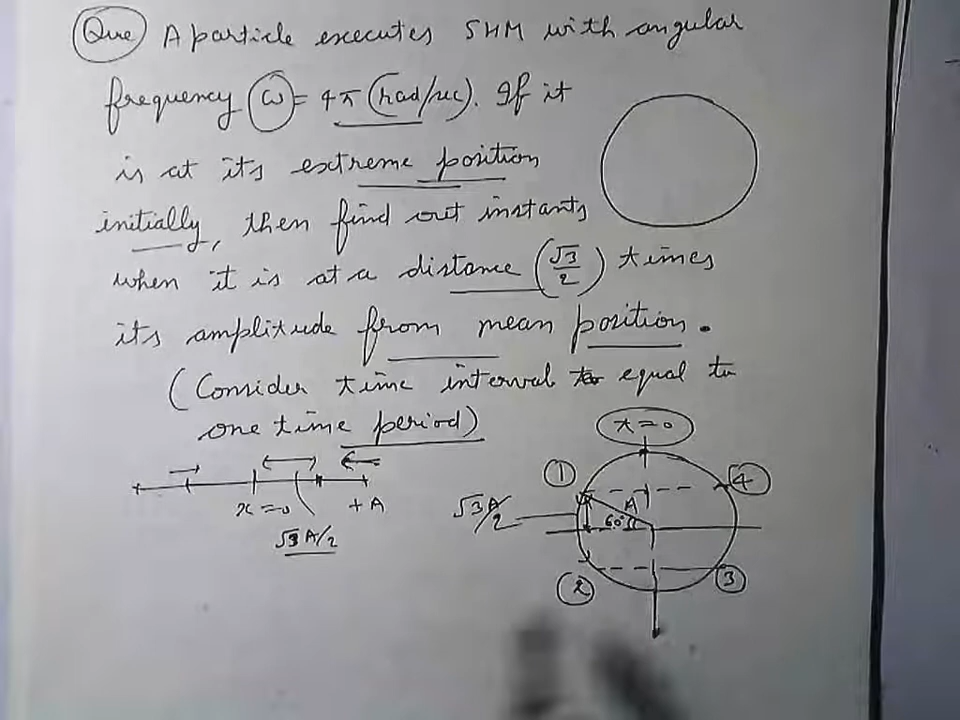 Que A particle executes SHM with angular
frequency ω = 4π (rad/sec). If it
is at its extreme position
initially, then find out instants
when it is at a distance (√3/2) times
its amplitude from mean position.
(Consider time interval to equal to
one time period)
t=0
1
4
x=0
+A
√3A/2
√3A/2
A
60°
2
3